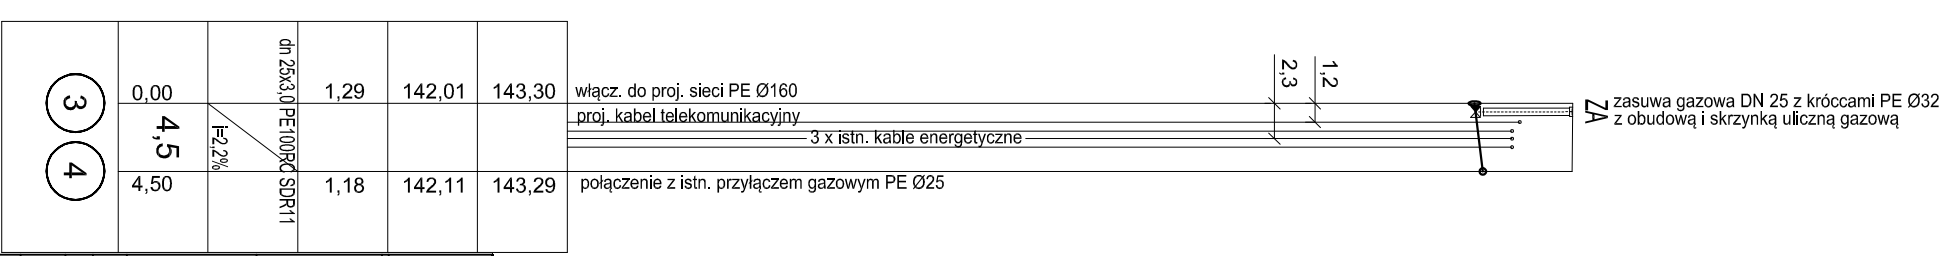 3
0,00
1,29
142,01
143,30
włącz. do proj. sieci PE Ø160
4,5
i=2,2%
dn 25x3,0 PE100RC SDR11
proj. kabel telekomunikacyjny
3 x istn. kable energetyczne
2,3
1,2
ZA
zasuwa gazowa DN 25 z króccami PE Ø32
z obudową i skrzynką uliczną gazową
4
4,50
1,18
142,11
143,29
połączenie z istn. przyłączem gazowym PE Ø25